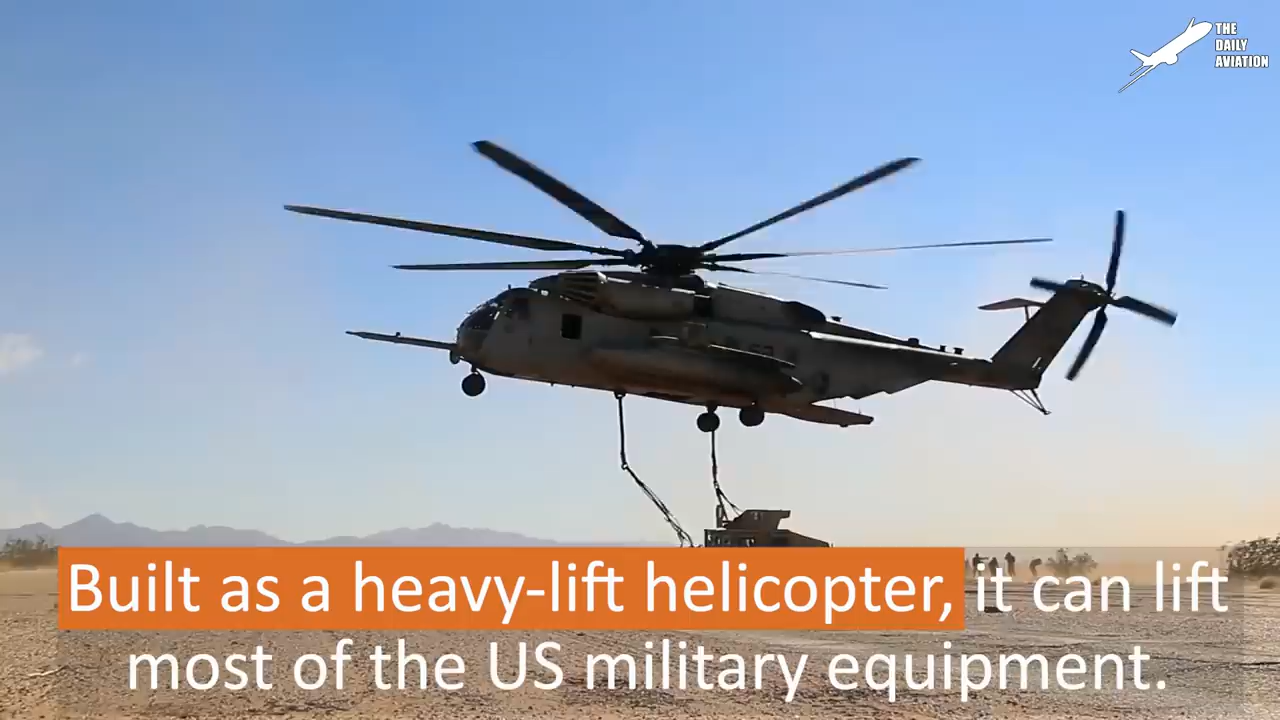 THE
DAILY
AVIATION
Built as a heavy-lift helicopter, it can lift
most of the US military equipment.